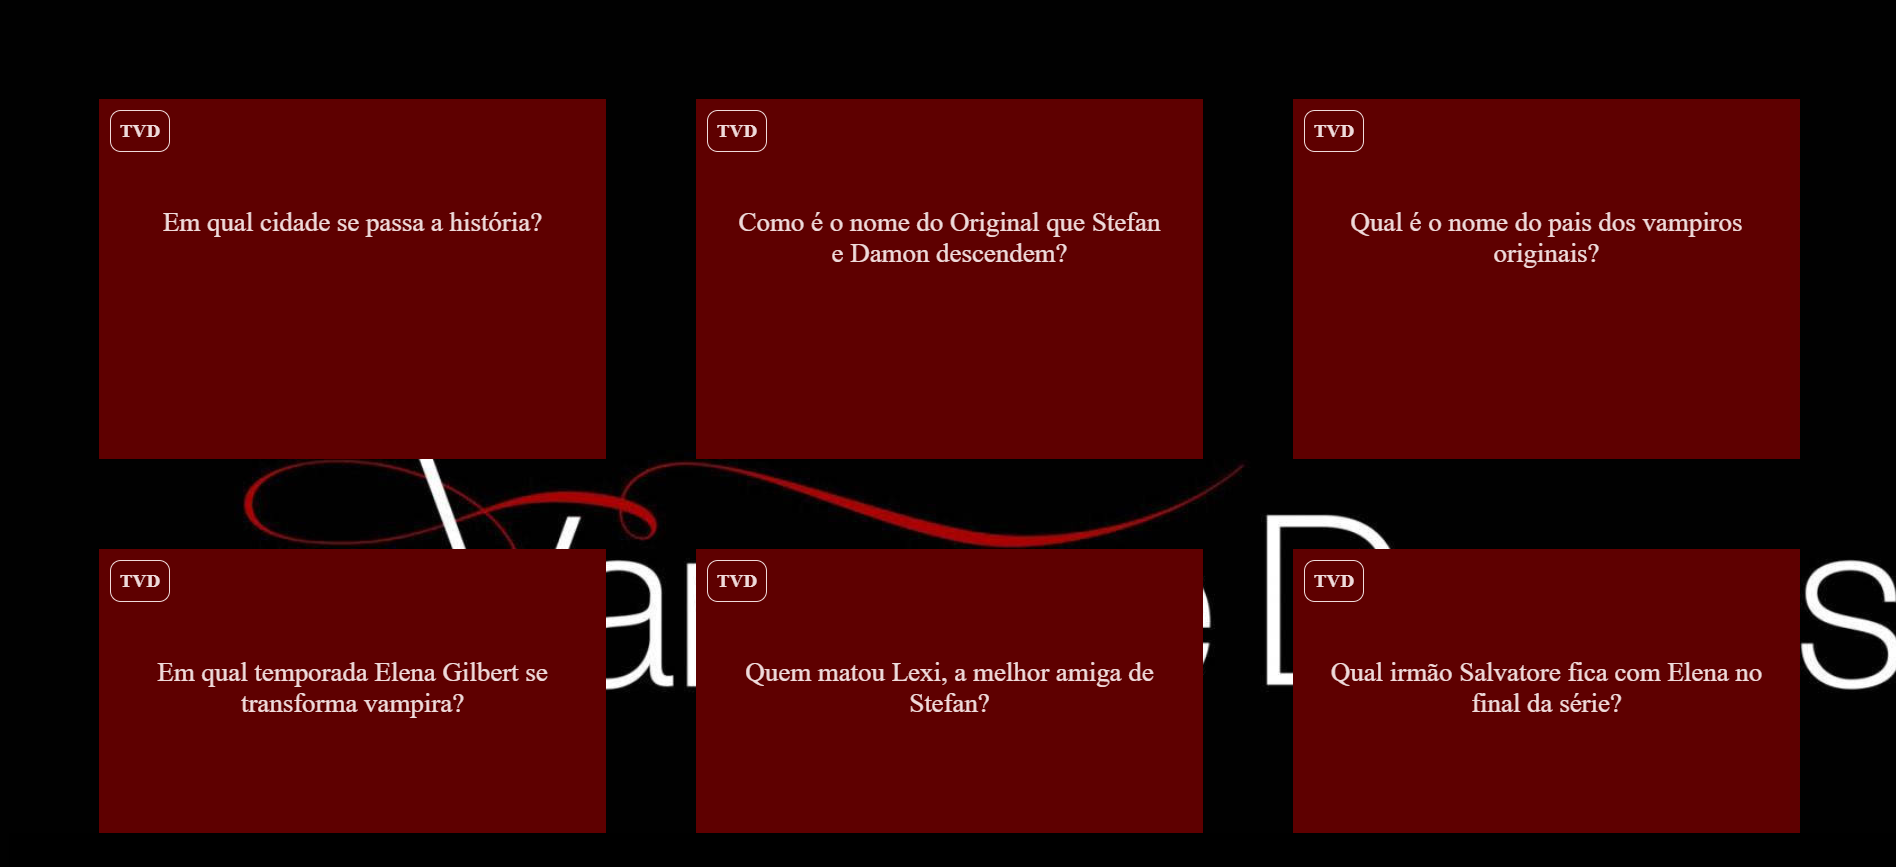 TVD
Em qual cidade se passa a história?
TVD
Como é o nome do Original que Stefan
e Damon descendem?
TVD
Qual é o nome do pais dos vampiros
originais?
TVD
Em qual temporada Elena Gilbert se
transforma vampira?
TVD
Quem matou Lexi, a melhor amiga de
Stefan?
TVD
Qual irmão Salvatore fica com Elena no
final da série?